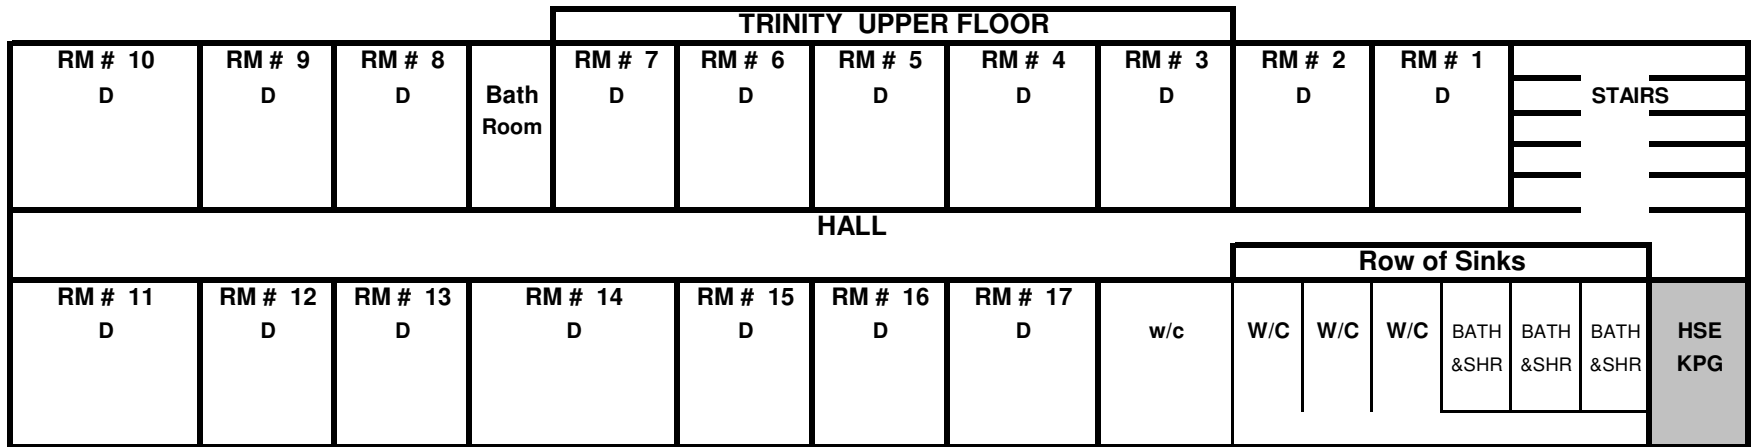 TRINITY UPPER FLOOR
RM # 10 RM # 9 RM # 8 RM # 7 RM # 6 RM # 5 RM # 4 RM # 3 RM # 2 RM # 1
D D D Bath D D D D D D D STAIRS
Room
HALL
Row of Sinks
RM # 11 RM # 12 RM # 13 RM # 14 RM # 15 RM # 16 RM # 17
D D D D D D D w/c W/C W/C W/C BATH BATH BATH HSE
&SHR &SHR &SHR KPG